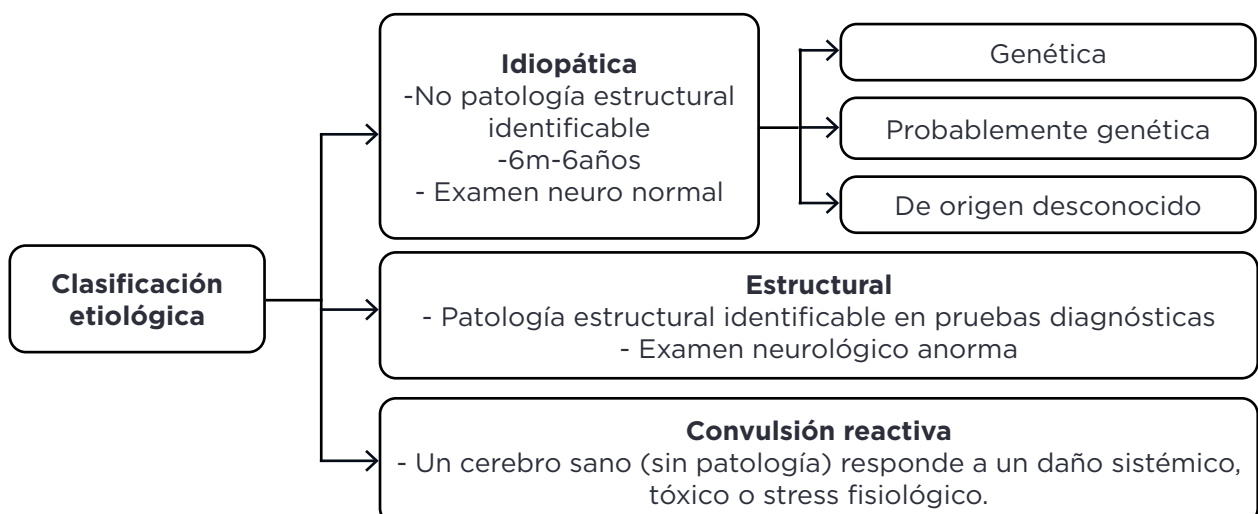 Clasificación
etiológica
Idiopática
-No patología estructural
identificable
-6m-6años
- Examen neuro normal
Genética
Probablemente genética
De origen desconocido
Estructural
- Patología estructural identificable en pruebas diagnósticas
- Examen neurológico anorma
Convulsión reactiva
- Un cerebro sano (sin patología) responde a un daño sistémico,
tóxico o stress fisiológico.